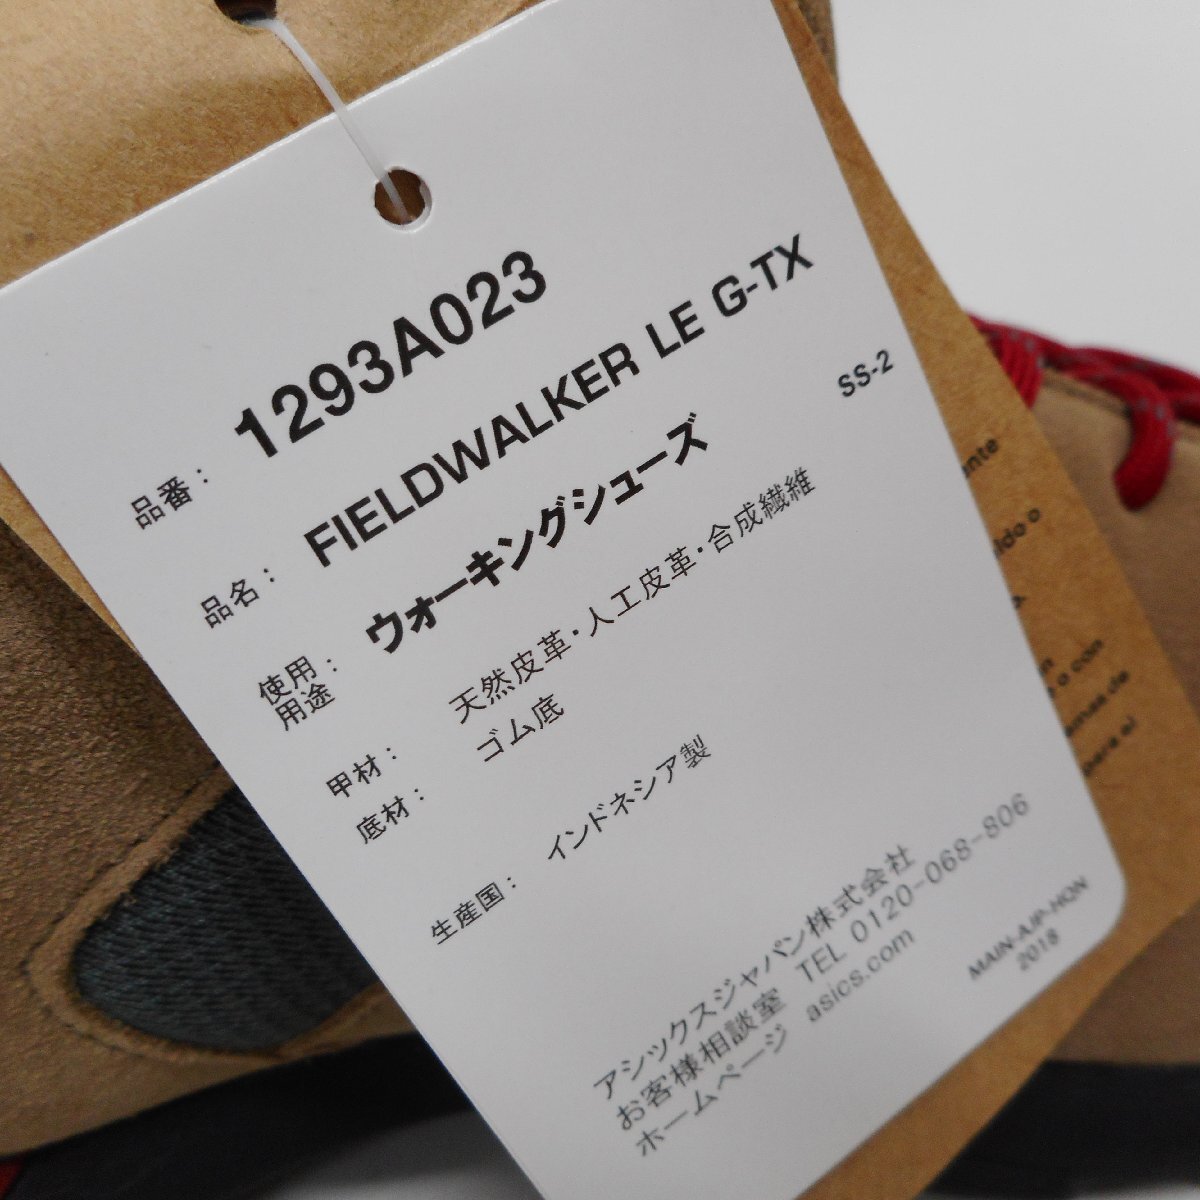 品番： 1293A023
品名： FIELDWALKER LE G-TX
SS-2
使用用途： ウォーキングシューズ
甲材： 天然皮革・人工皮革・合成繊維
底材： ゴム底
生産国： インドネシア製
アシックスジャパン株式会社
お客様相談室 TEL 0120-068-806
ホームページ asics.com
MAIN-AJP-HQN
2018
o con